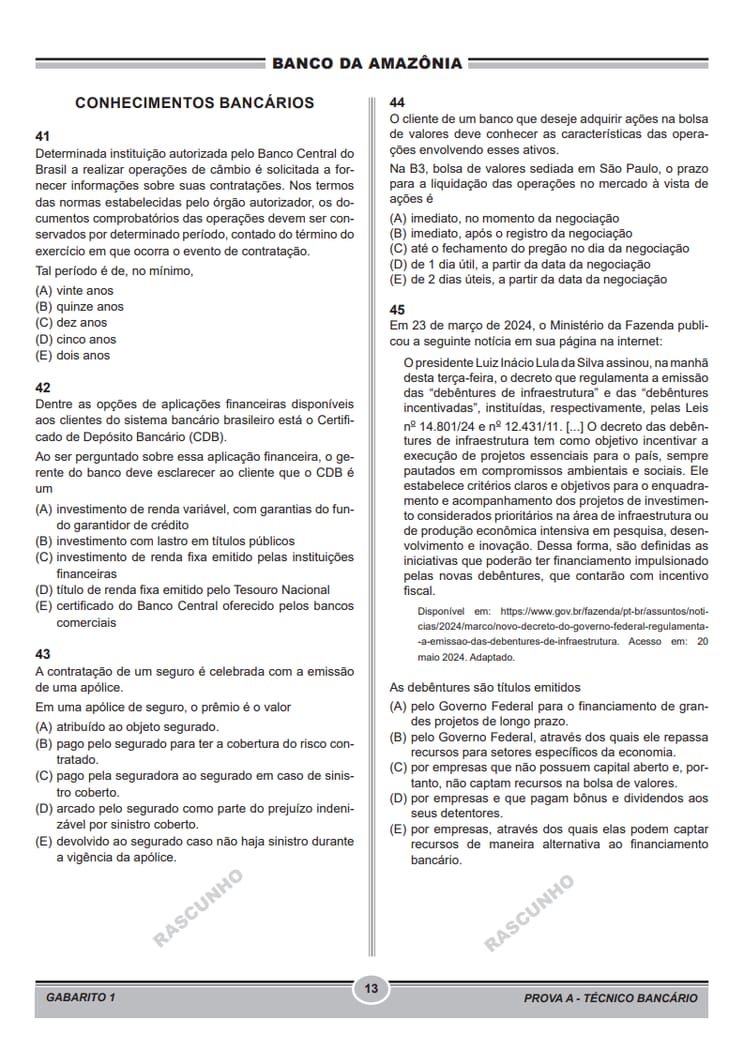 BANCO DA AMAZÔNIA
CONHECIMENTOS BANCÁRIOS
41
Determinada instituição autorizada pelo Banco Central do
Brasil a realizar operações de câmbio é solicitada a for-
necer informações sobre suas contratações. Nos termos
das normas estabelecidas pelo órgão autorizador, os do-
cumentos comprobatórios das operações devem ser con-
servados por determinado período, contado do término do
exercício em que ocorra o evento de contratação.
Tal período é de, no mínimo,
(A) vinte anos
(B) quinze anos
(C) dez anos
(D) cinco anos
(E) dois anos
42
Dentre as opções de aplicações financeiras disponíveis
aos clientes do sistema bancário brasileiro está o Certifi-
cado de Depósito Bancário (CDB).
Ao ser perguntado sobre essa aplicação financeira, o ge-
rente do banco deve esclarecer ao cliente que o CDB é
um
(A) investimento de renda variável, com garantias do fun-
do garantidor de crédito
(B) investimento com lastro em títulos públicos
(C) investimento de renda fixa emitido pelas instituições
financeiras
(D) título de renda fixa emitido pelo Tesouro Nacional
(E) certificado do Banco Central oferecido pelos bancos
comerciais
43
A contratação de um seguro é celebrada com a emissão
de uma apólice.
Em uma apólice de seguro, o prêmio é o valor
(A) atribuído ao objeto segurado.
(B) pago pelo segurado para ter a cobertura do risco con-
tratado.
(C) pago pela seguradora ao segurado em caso de sinis-
tro coberto.
(D) arcado pelo segurado como parte do prejuízo indeni-
zável por sinistro coberto.
(E) devolvido ao segurado caso não haja sinistro durante
a vigência da apólice.
RASCUNHO
44
O cliente de um banco que deseje adquirir ações na bolsa
de valores deve conhecer as características das opera-
ções envolvendo esses ativos.
Na B3, bolsa de valores sediada em São Paulo, o prazo
para a liquidação das operações no mercado à vista de
ações é
(A) imediato, no momento da negociação
(B) imediato, após o registro da negociação
(C) até o fechamento do pregão no dia da negociação
(D) de 1 dia útil, a partir da data da negociação
(E) de 2 dias úteis, a partir da data da negociação
45
Em 23 de março de 2024, o Ministério da Fazenda publi-
cou a seguinte notícia em sua página na internet:
O presidente Luiz Inácio Lula da Silva assinou, na manhã
desta terça-feira, o decreto que regulamenta a emissão
das “debêntures de infraestrutura” e das “debêntures
incentivadas”, instituídas, respectivamente, pelas Leis
nº 14.801/24 e nº 12.431/11. [...] O decreto das debên-
tures de infraestrutura tem como objetivo incentivar a
execução de projetos essenciais para o país, sempre
pautados em compromissos ambientais e sociais. Ele
estabelece critérios claros e objetivos para o enquadra-
mento e acompanhamento dos projetos de investimen-
to considerados prioritários na área de infraestrutura ou
de produção econômica intensiva em pesquisa, desen-
volvimento e inovação. Dessa forma, são definidas as
iniciativas que poderão ter financiamento impulsionado
pelas novas debêntures, que contarão com incentivo
fiscal.
Disponível em: https://www.gov.br/fazenda/pt-br/assuntos/noti-
cias/2024/marco/novo-decreto-do-governo-federal-regulamenta-
-a-emissao-das-debentures-de-infraestrutura. Acesso em: 20
maio 2024. Adaptado.
As debêntures são títulos emitidos
(A) pelo Governo Federal para o financiamento de gran-
des projetos de longo prazo.
(B) pelo Governo Federal, através dos quais ele repassa
recursos para setores específicos da economia.
(C) por empresas que não possuem capital aberto e, por-
tanto, não captam recursos na bolsa de valores.
(D) por empresas e que pagam bônus e dividendos aos
seus detentores.
(E) por empresas, através dos quais elas podem captar
recursos de maneira alternativa ao financiamento
bancário.
RASCUNHO
GABARITO 1
13
PROVA A - TÉCNICO BANCÁRIO